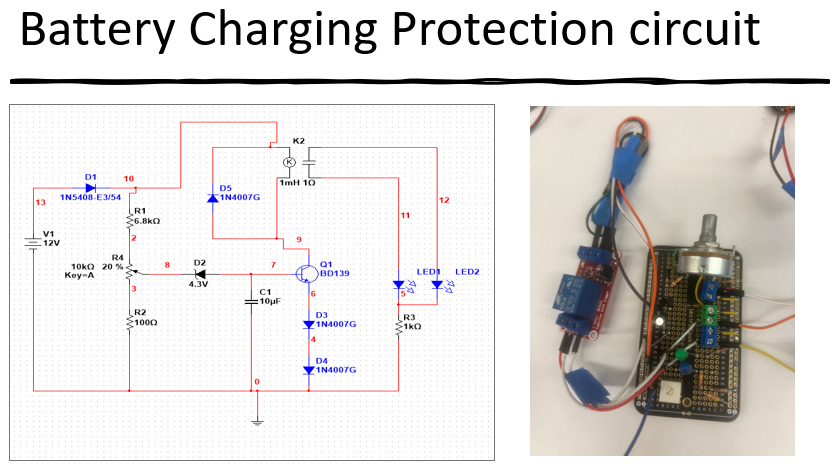 Battery Charging Protection circuit
K2
K
1mH 1Ω
D1
1N5408-E3/54
10
13
V1
12V
R1
6.8kΩ
2
R4
10kΩ
20 %
Key=A
3
R2
100Ω
8
D2
4.3V
7
C1
10µF
D5
1N4007G
9
Q1
BD139
6
D3
1N4007G
4
D4
1N4007G
0
11
12
LED1
LED2
5
R3
1kΩ